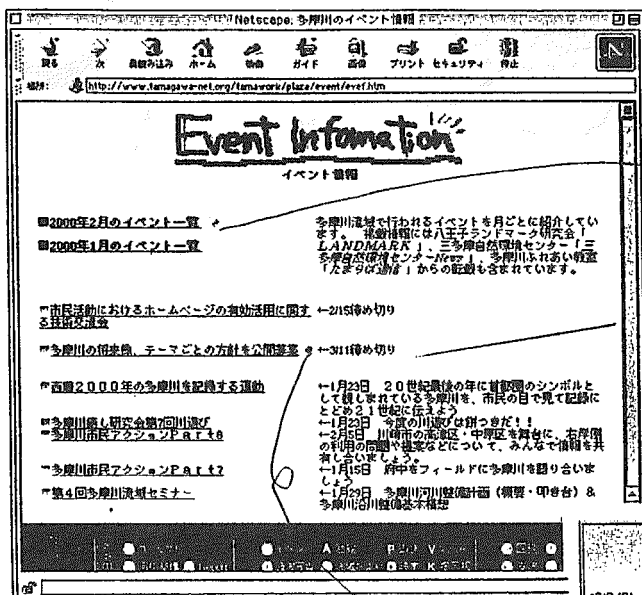 Netscape: 多摩川のイベント情報
戻る 次 再読み込み ホーム 検索 ガイド 画像 プリント セキュリティ 停止
N
場所: http://www.tamagawa-net.org/tamawork/plaza/event/evef.htm
Event Infomation
イベント情報
2000年2月のイベント一覧
2000年1月のイベント一覧
多摩川流域で行われるイベントを月ごとに紹介してい
ます。 掲載情報には八王子ランドマーク研究会「
LANDMARK」、三多摩自然環境センター「三
多摩自然環境センターNews」、多摩川ふれあい教室
「たまりば通信」からの転載も含まれています。
市民活動におけるホームページの有効活用に関す
る技術交流会
←2/15締め切り
多摩川の将来像、テーマごとの方針を公開募集
←3/11締め切り
西暦2000年の多摩川を記録する運動
←1月23日 20世紀最後の年に首都圏のシンボルと
して親しまれている多摩川を、市民の目で見て記録に
とどめ21世紀に伝えよう
多摩川癒し研究会第7回川遊び
←1月23日 今度の川遊びは餅つきだ!!
多摩川市民アクションPart8
←2月5日 川崎市の高津区・中原区を舞台に、右岸側
の利用の問題や提案などについて、みんなで情報を共
有し合いましょう。
多摩川市民アクションPart7
←1月15日 府中をフィールドに多摩川を語り合いま
しょう
第4回多摩川流域セミナー
←1月29日 多摩川河川整備計画(概要・叩き台)&
多摩川沿川整備基本構想